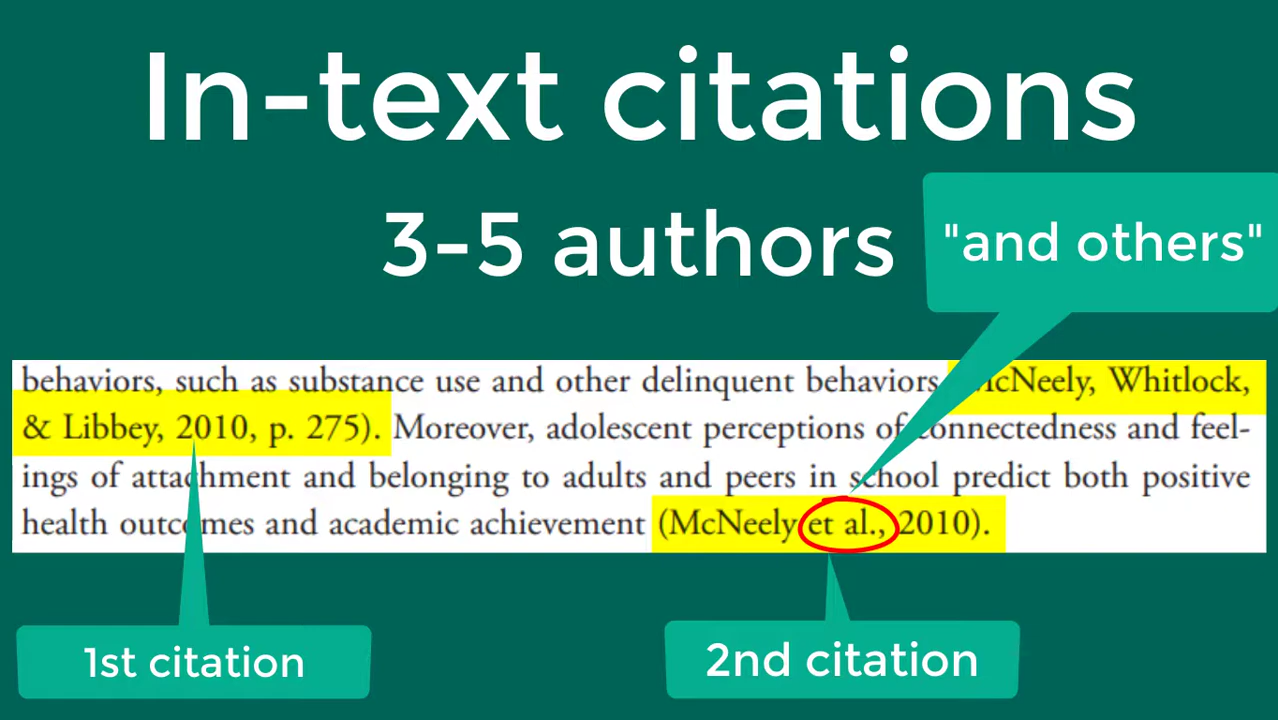 In-text citations
3-5 authors
"and others"
behaviors, such as substance use and other delinquent behaviors McNeely, Whitlock,
& Libbey, 2010, p. 275). Moreover, adolescent perceptions of connectedness and feel-
ings of attachment and belonging to adults and peers in school predict both positive
health outcomes and academic achievement (McNeely et al., 2010).
1st citation
2nd citation